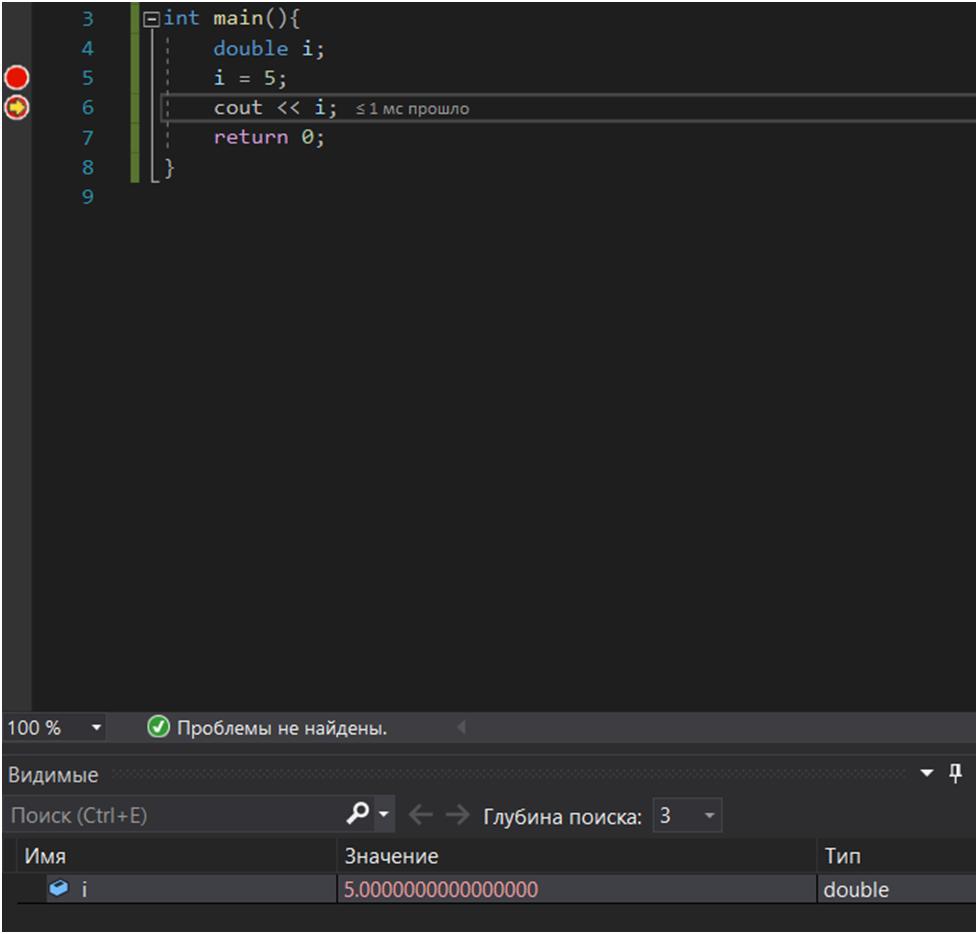 3 int main(){
4 double i;
5 i = 5;
6 cout << i; ≤ 1 мс прошло
7 return 0;
8 }
9
100 % Проблемы не найдены.
Видимые
Поиск (Ctrl+E) Глубина поиска: 3
Имя Значение Тип
i 5.0000000000000000 double